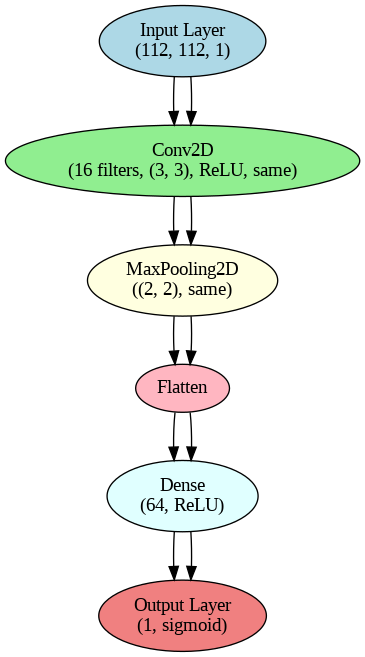 Input Layer
(112, 112, 1)
Conv2D
(16 filters, (3, 3), ReLU, same)
MaxPooling2D
((2, 2), same)
Flatten
Dense
(64, ReLU)
Output Layer
(1, sigmoid)